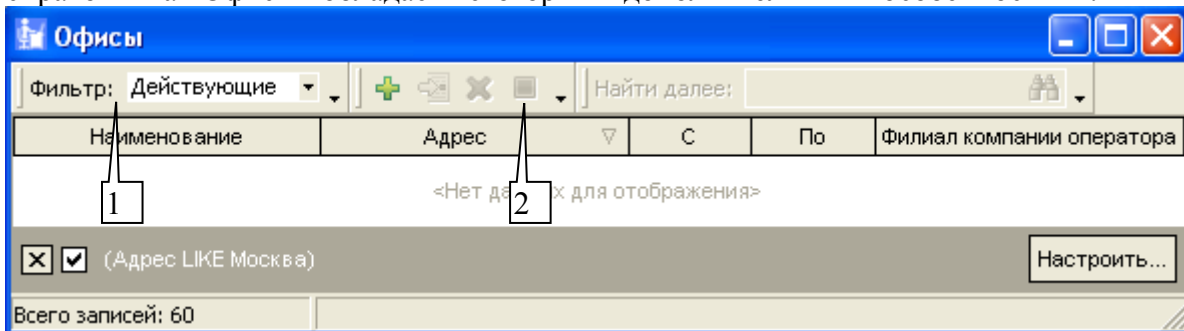 Офисы
Фильтр: Действующие Найти далее:
Наименование Адрес С По Филиал компании оператора
<Нет для отображения>
1 2
(Адрес LIKE Москва) Настроить...
Всего записей: 60